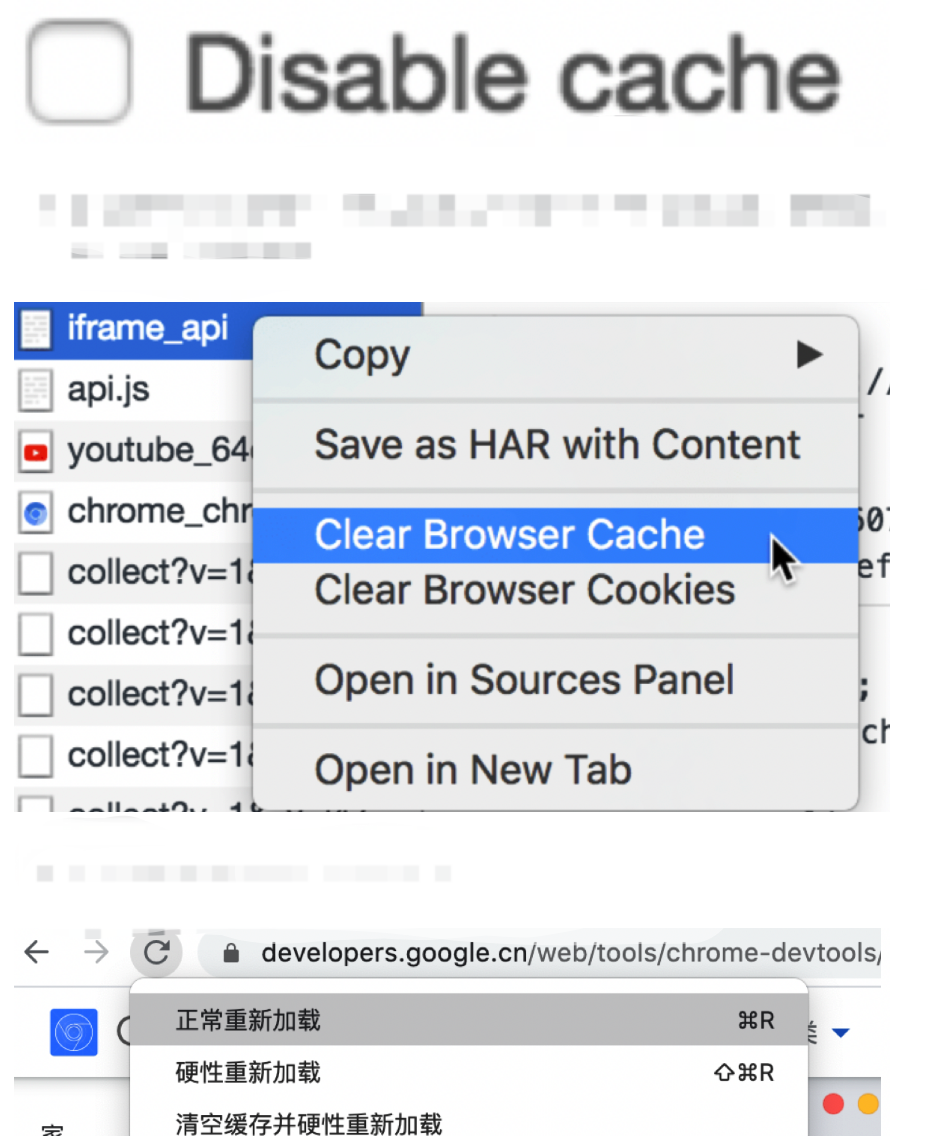 Disable cache
iframe_api
Copy
api.js
Save as HAR with Content
youtube_64
chrome_chr
Clear Browser Cache
collect?v=1
Clear Browser Cookies
collect?v=1
collect?v=1
Open in Sources Panel
collect?v=1
Open in New Tab
developers.google.cn/web/tools/chrome-devtools/
正常重新加载 ⌘R
硬性重新加载 ⇧⌘R
清空缓存并硬性重新加载